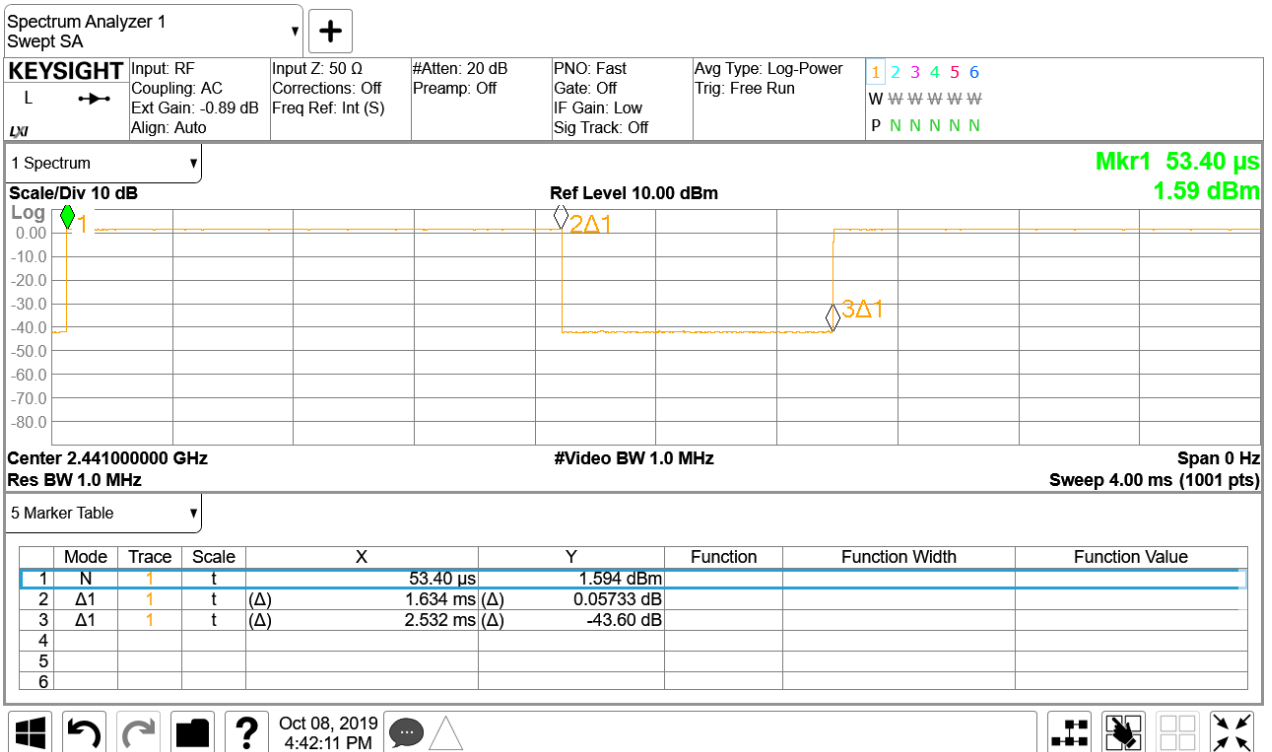 Spectrum Analyzer 1
Swept SA
KEYSIGHT
L
LXI
Input: RF
Coupling: AC
Ext Gain: -0.89 dB
Align: Auto
Input Z: 50 Ω
Corrections: Off
Freq Ref: Int (S)
#Atten: 20 dB
Preamp: Off
PNO: Fast
Gate: Off
IF Gain: Low
Sig Track: Off
Avg Type: Log-Power
Trig: Free Run
1 2 3 4 5 6
W W W W W W
P N N N N N
1 Spectrum
Scale/Div 10 dB
Ref Level 10.00 dBm
Mkr1 53.40 µs
1.59 dBm
Log
1
2Δ1
3Δ1
0.00
-10.0
-20.0
-30.0
-40.0
-50.0
-60.0
-70.0
-80.0
Center 2.441000000 GHz
#Video BW 1.0 MHz
Span 0 Hz
Res BW 1.0 MHz
Sweep 4.00 ms (1001 pts)
5 Marker Table
Mode Trace Scale X Y Function Function Width Function Value
1 N 1 t 53.40 µs 1.594 dBm
2 Δ1 1 t (Δ) 1.634 ms (Δ) 0.05733 dB
3 Δ1 1 t (Δ) 2.532 ms (Δ) -43.60 dB
4
5
6
?
Oct 08, 2019
4:42:11 PM